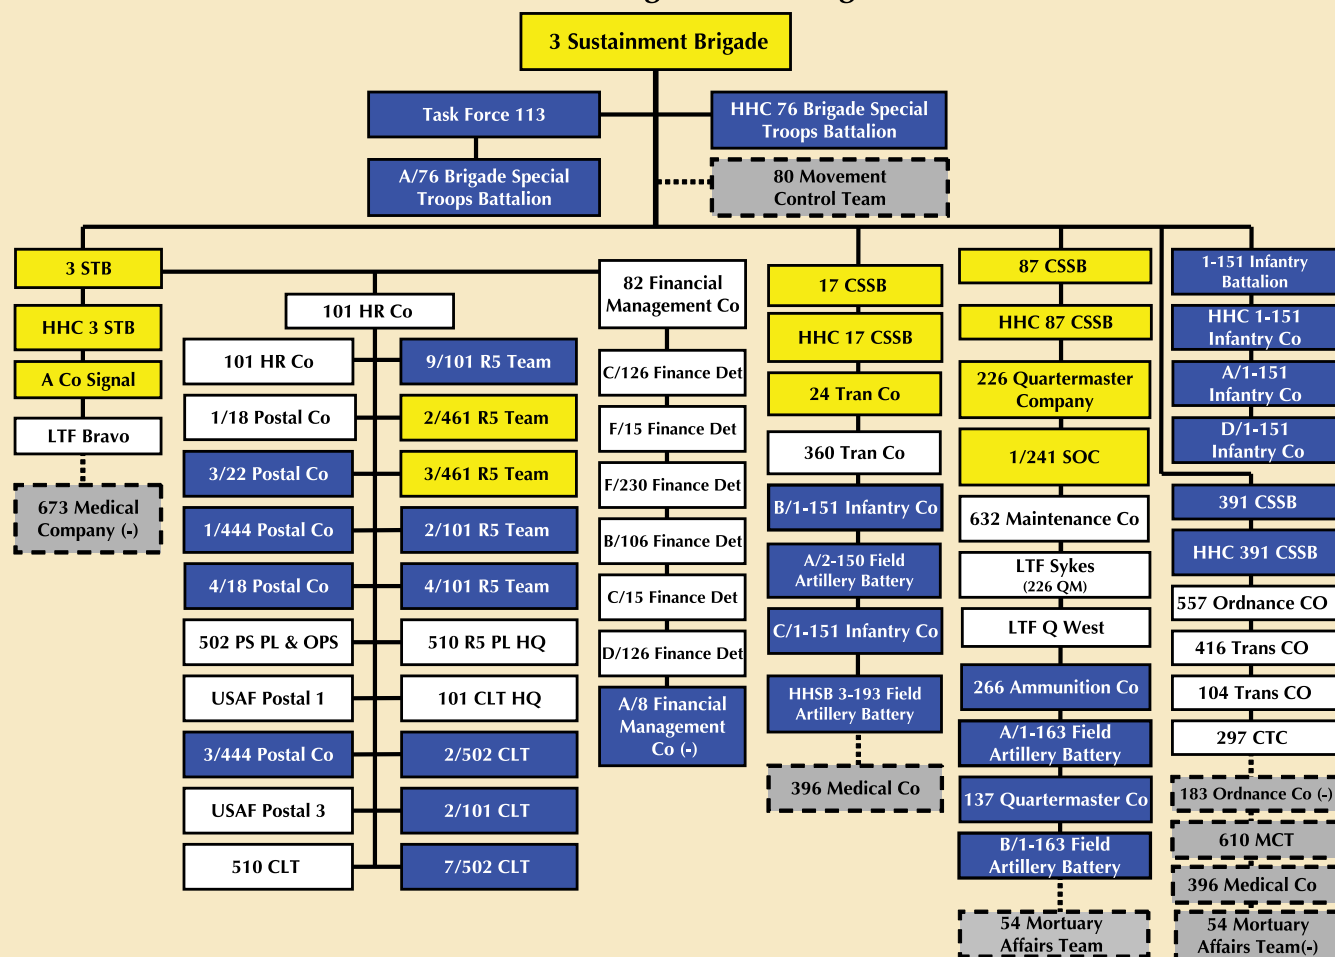 3 Sustainment Brigade
Task Force 113
HHC 76 Brigade Special
Troops Battalion
A/76 Brigade Special
Troops Battalion
80 Movement
Control Team
3 STB
HHC 3 STB
A Co Signal
LTF Bravo
673 Medical
Company (-)
101 HR Co
101 HR Co
9/101 R5 Team
1/18 Postal Co
2/461 R5 Team
3/22 Postal Co
3/461 R5 Team
1/444 Postal Co
2/101 R5 Team
4/18 Postal Co
4/101 R5 Team
502 PS PL & OPS
510 R5 PL HQ
USAF Postal 1
101 CLT HQ
3/444 Postal Co
2/502 CLT
USAF Postal 3
2/101 CLT
510 CLT
7/502 CLT
82 Financial
Management Co
C/126 Finance Det
F/15 Finance Det
F/230 Finance Det
B/106 Finance Det
C/15 Finance Det
D/126 Finance Det
A/8 Financial
Management
Co (-)
17 CSSB
HHC 17 CSSB
24 Tran Co
360 Tran Co
B/1-151 Infantry Co
A/2-150 Field
Artillery Battery
C/1-151 Infantry Co
HHSB 3-193 Field
Artillery Battery
396 Medical Co
87 CSSB
HHC 87 CSSB
226 Quartermaster
Company
1/241 SOC
632 Maintenance Co
LTF Sykes
(226 QM)
LTF Q West
266 Ammunition Co
A/1-163 Field
Artillery Battery
137 Quartermaster Co
B/1-163 Field
Artillery Battery
54 Mortuary
Affairs Team
1-151 Infantry
Battalion
HHC 1-151
Infantry Co
A/1-151
Infantry Co
D/1-151
Infantry Co
391 CSSB
HHC 391 CSSB
557 Ordnance CO
416 Trans CO
104 Trans CO
297 CTC
183 Ordnance Co (-)
610 MCT
396 Medical Co
54 Mortuary
Affairs Team(-)